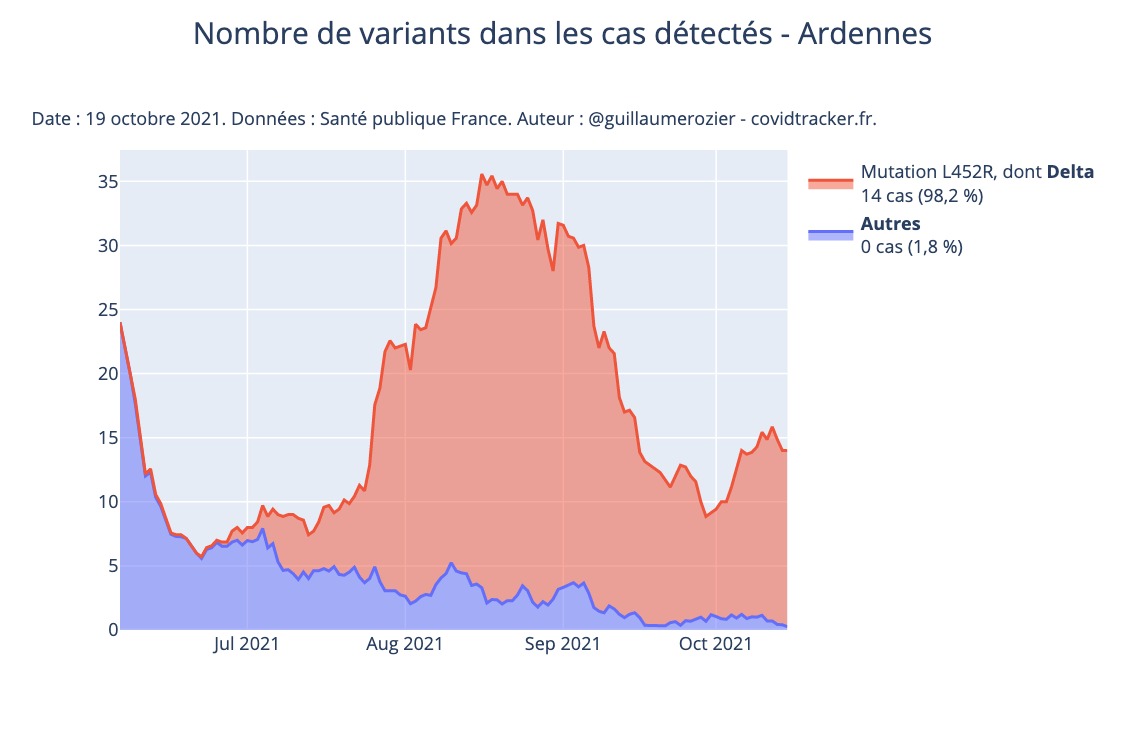 Nombre de variants dans les cas détectés - Ardennes
Date : 19 octobre 2021. Données : Santé publique France. Auteur : @guillaumerozier - covidtracker.fr.
Mutation L452R, dont Delta
14 cas (98,2 %)
Autres
0 cas (1,8 %)
35
30
25
20
15
10
5
0
Jul 2021
Aug 2021
Sep 2021
Oct 2021